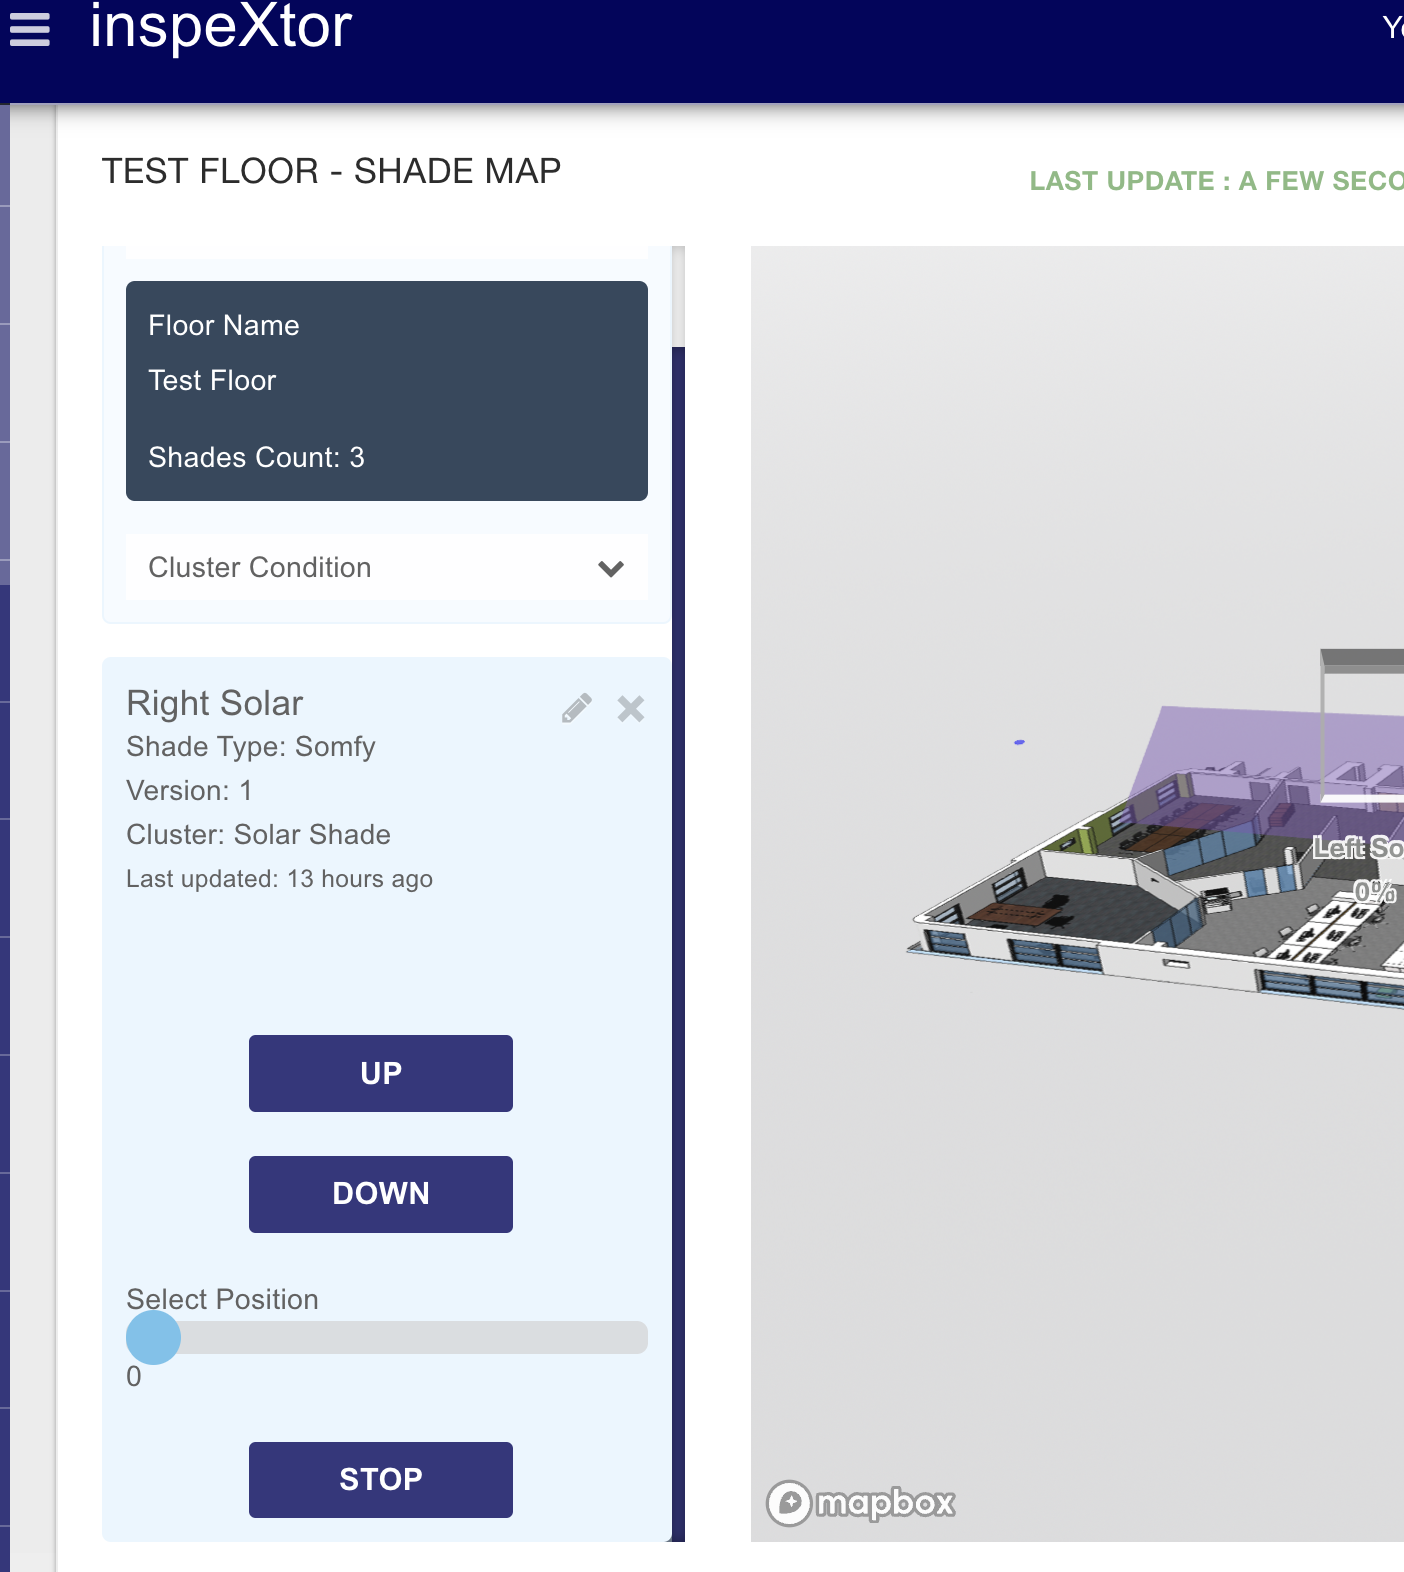 inspeXtor
TEST FLOOR - SHADE MAP
LAST UPDATE : A FEW
Floor Name
Test Floor
Shades Count: 3
Cluster Condition
Right Solar
Shade Type: Somfy
Version: 1
Cluster: Solar Shade
Last updated: 13 hours ago
UP
DOWN
Select Position
0
STOP
Left
0%
mapbox